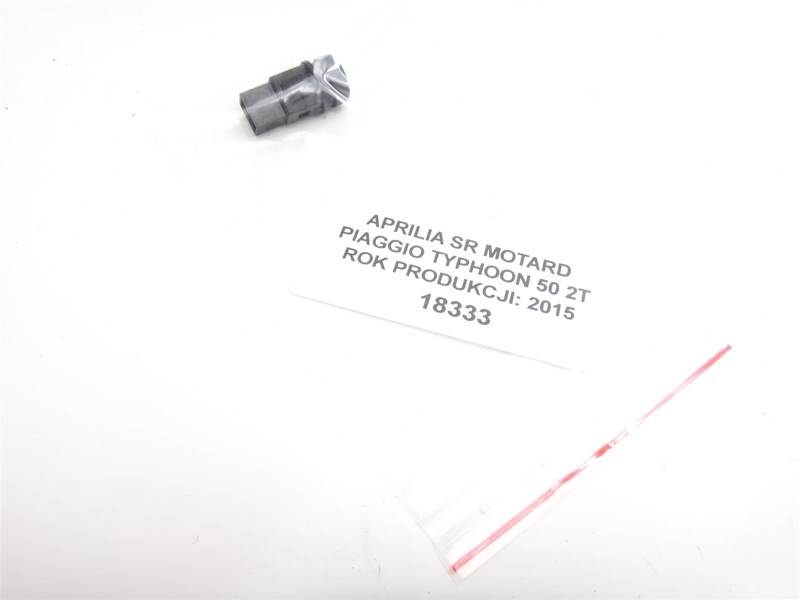 APRILIA SR MOTARD
PIAGGIO TYPHOON 50 2T
ROK PRODUKCJI: 2015
18333